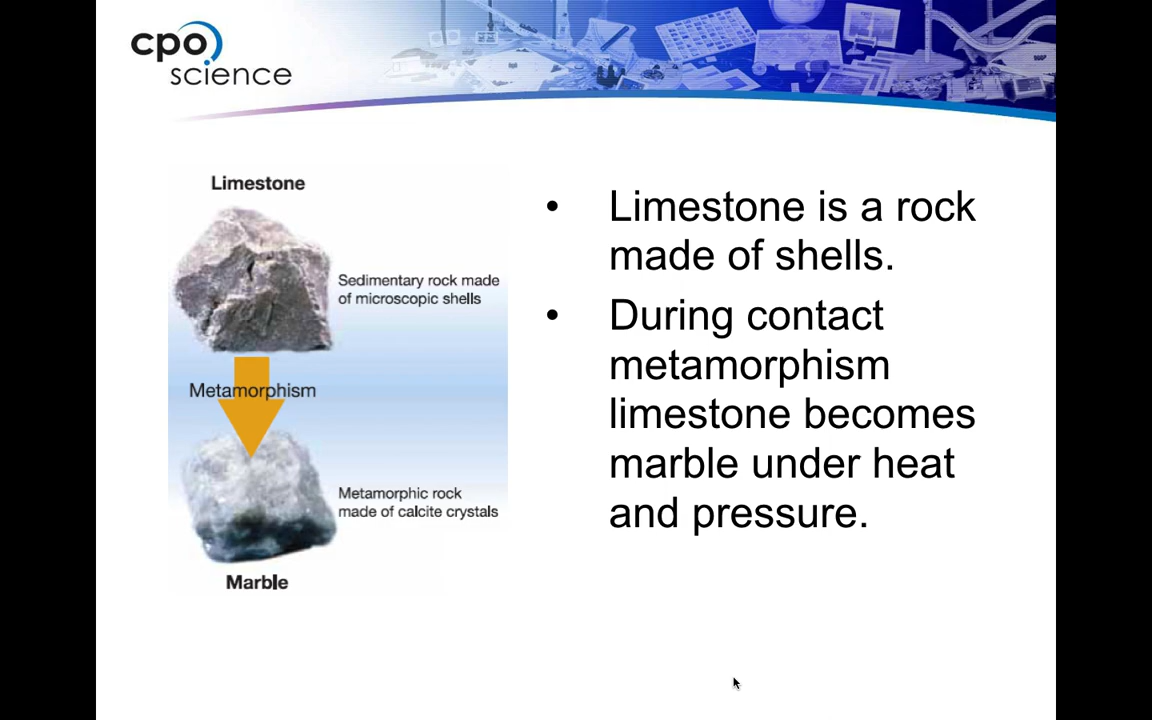 cpo
science
Limestone
Sedimentary rock made
of microscopic shells
Metamorphism
Metamorphic rock
made of calcite crystals
Marble
• Limestone is a rock
made of shells.
• During contact
metamorphism
limestone becomes
marble under heat
and pressure.